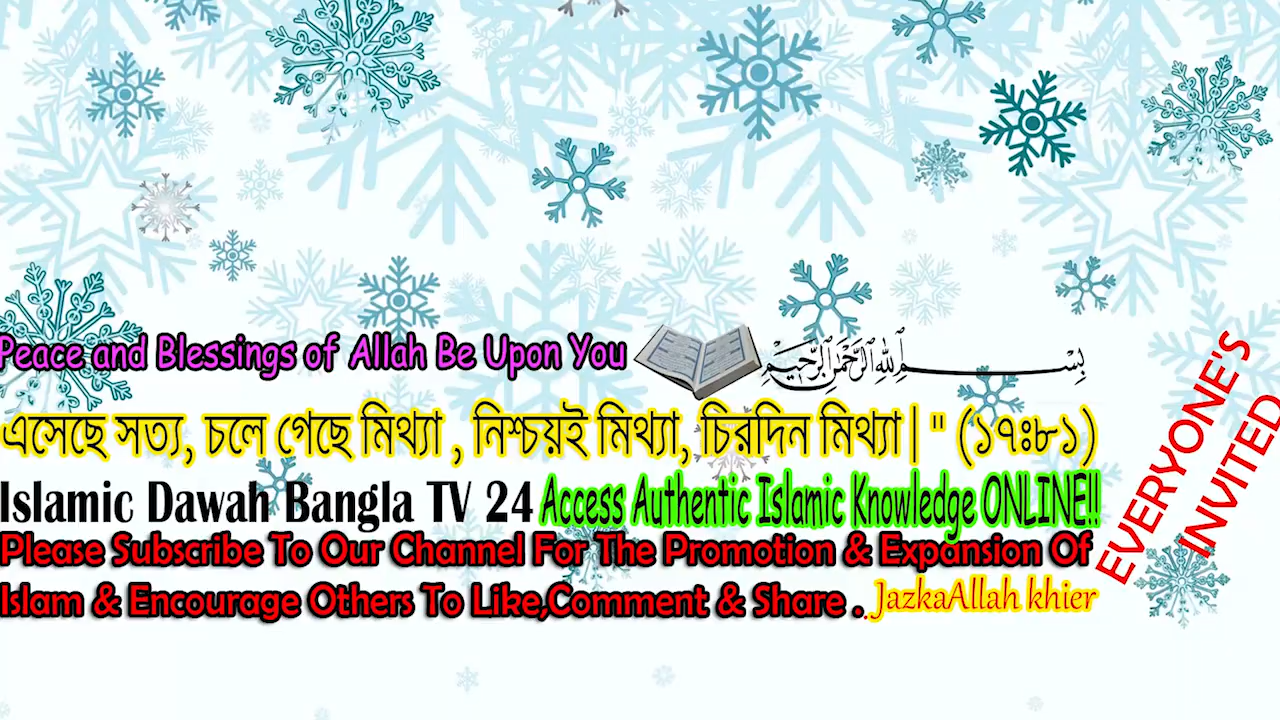 Peace and Blessings of Allah Be Upon You
بِسْمِ اللهِ الرَّحْمٰنِ الرَّحِيْمِ
এসেছে সত্য, চলে গেছে মিথ্যা , নিশ্চয়ই মিথ্যা, চিরদিন মিথ্যা| " (১৭ঃ৮১)
Islamic Dawah Bangla TV 24 Access Authentic Islamic Knowledge ONLINE!!
Please Subscribe To Our Channel For The Promotion & Expansion Of
Islam & Encourage Others To Like,Comment & Share .. JazkaAllah khier
EVERYONE'S
INVITED